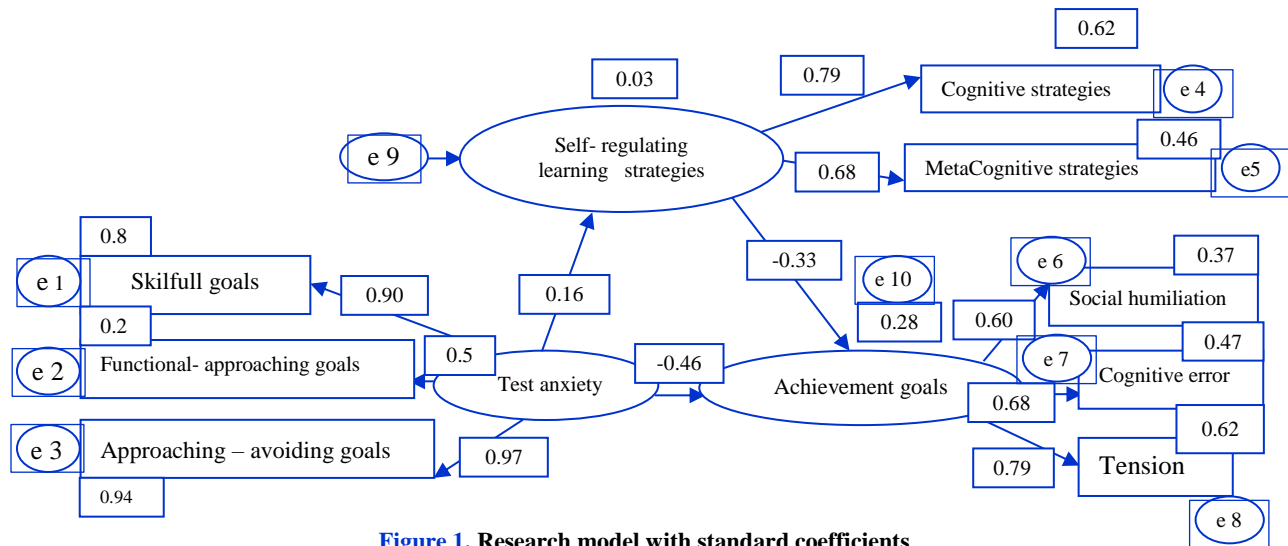 0.62
0.79
0.03
Cognitive strategies
e 4
Self- regulating
learning strategies
e 9
0.46
MetaCognitive strategies
e5
0.68
0.8
e 1
Skilfull goals
0.90
0.16
-0.33
e 10
0.28
e 6
0.37
Social humiliation
0.60
0.2
e 2
Functional- approaching goals
0.5
Test anxiety
-0.46
Achievement goals
e 7
0.47
Cognitive error
0.68
e 3
Approaching – avoiding goals
0.97
0.94
0.62
0.79
Tension
e 8
Figure 1. Research model with standard coefficients